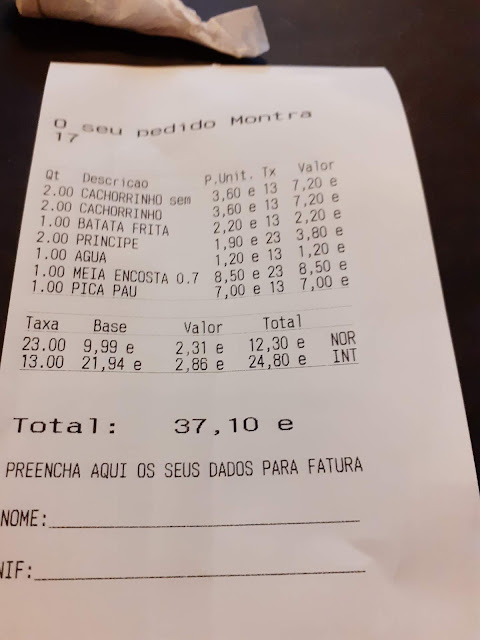 O seu pedido Montra
17
Qt Descricao P.Unit. Tx Valor
2.00 CACHORRINHO sem 3,60 e 13 7,20 e
2.00 CACHORRINHO 3,60 e 13 7,20 e
1.00 BATATA FRITA 2,20 e 13 2,20 e
2.00 PRINCIPE 1,90 e 23 3,80 e
1.00 AGUA 1,20 e 13 1,20 e
1.00 MEIA ENCOSTA 0.7 8,50 e 23 8,50 e
1.00 PICA PAU 7,00 e 13 7,00 e
Taxa Base Valor Total
23.00 9,99 e 2,31 e 12,30 e NOR
13.00 21,94 e 2,86 e 24,80 e INT
Total: 37,10 e
PREENCHA AQUI OS SEUS DADOS PARA FATURA
NOME:
NIF: